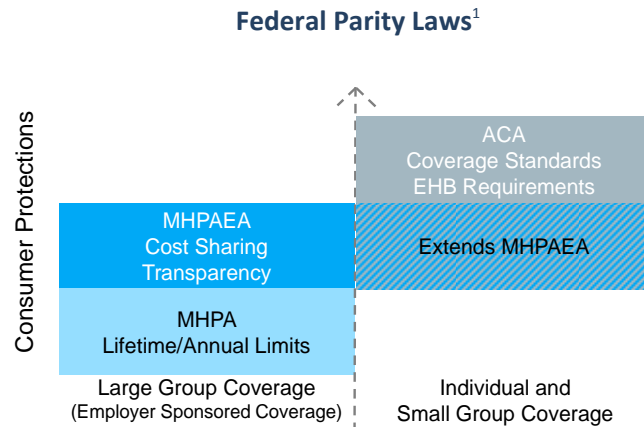 Federal Parity Laws1
Consumer Protections
ACA
Coverage Standards
EHB Requirements
MHPAEA
Cost Sharing
Transparency
Extends MHPAEA
MHPA
Lifetime/Annual Limits
Large Group Coverage
(Employer Sponsored Coverage)
Individual and
Small Group Coverage